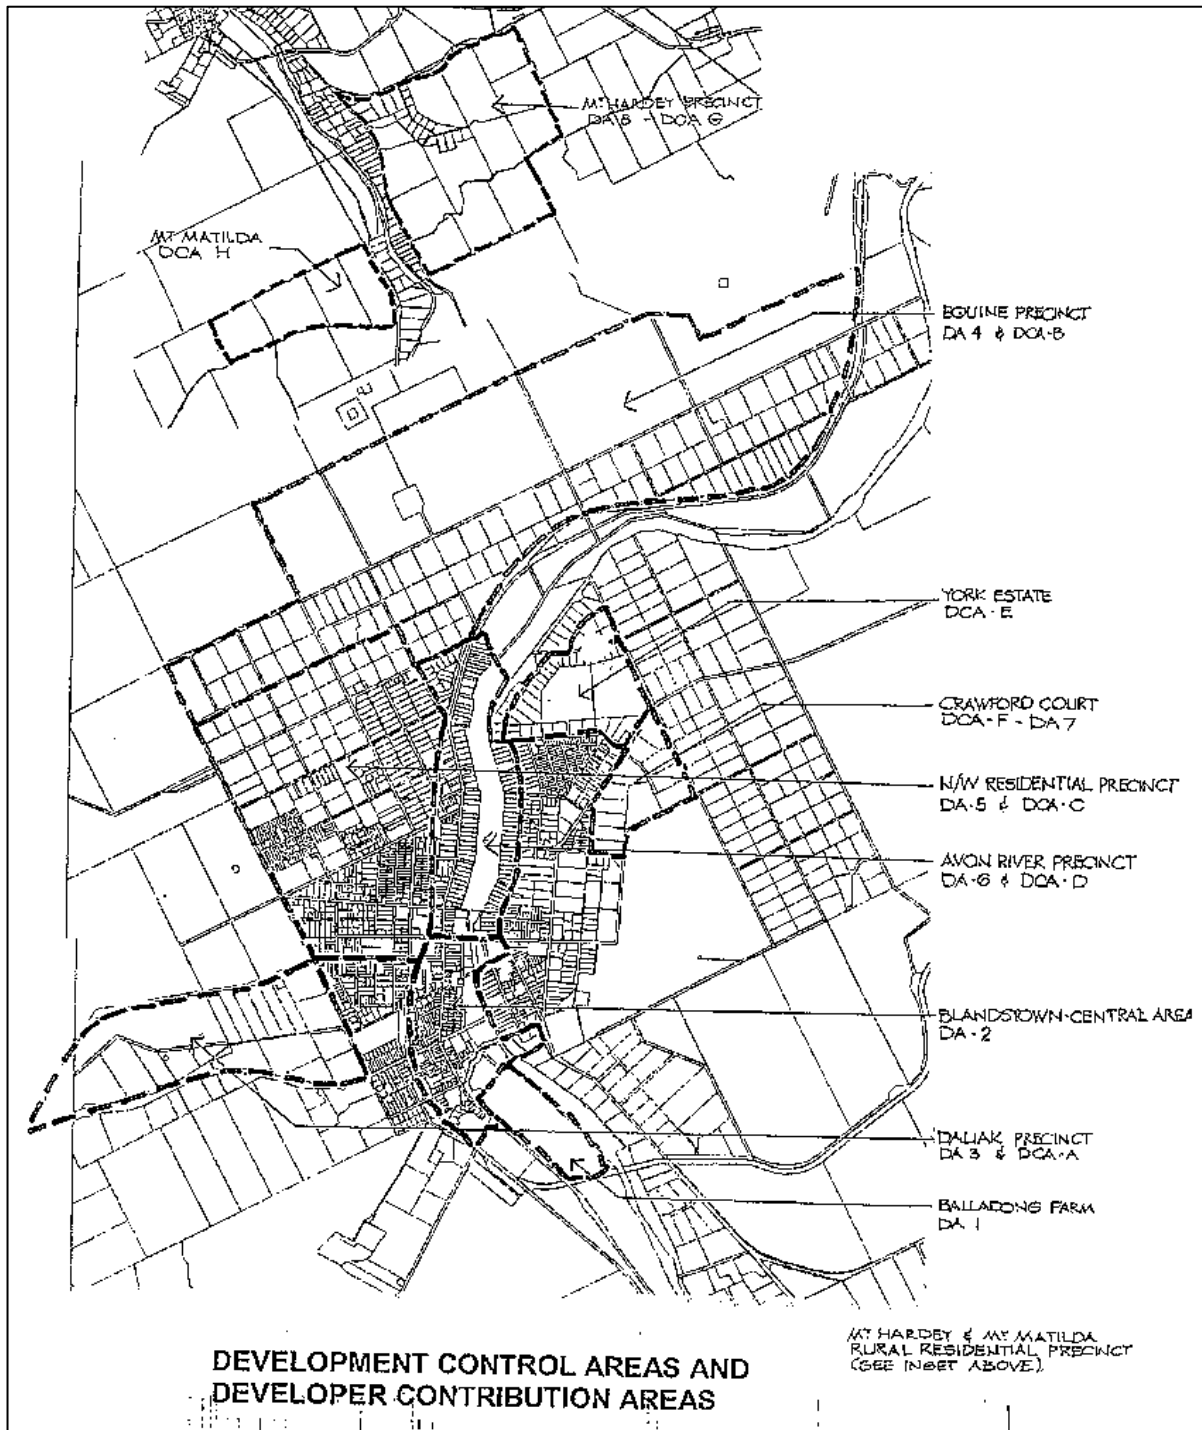 MT HARDEY PRECINCT
DA 8 - DCA G
MT MATILDA
DCA H
EQUINE PRECINCT
DA 4 & DCA-B
YORK ESTATE
DCA-E
CRAWFORD COURT
DCA-F - DA 7
N/W RESIDENTIAL PRECINCT
DA-5 & DCA-C
AVON RIVER PRECINCT
DA-6 & DCA-D
BLANDSTOWN-CENTRAL AREA
DA-2
DALIAK PRECINCT
DA 3 & DCA-A
BALLADONG FARM
DA 1
MT HARDEY & MT MATILDA
RURAL RESIDENTIAL PRECINCT
(SEE INSET ABOVE)
DEVELOPMENT CONTROL AREAS AND
DEVELOPER CONTRIBUTION AREAS